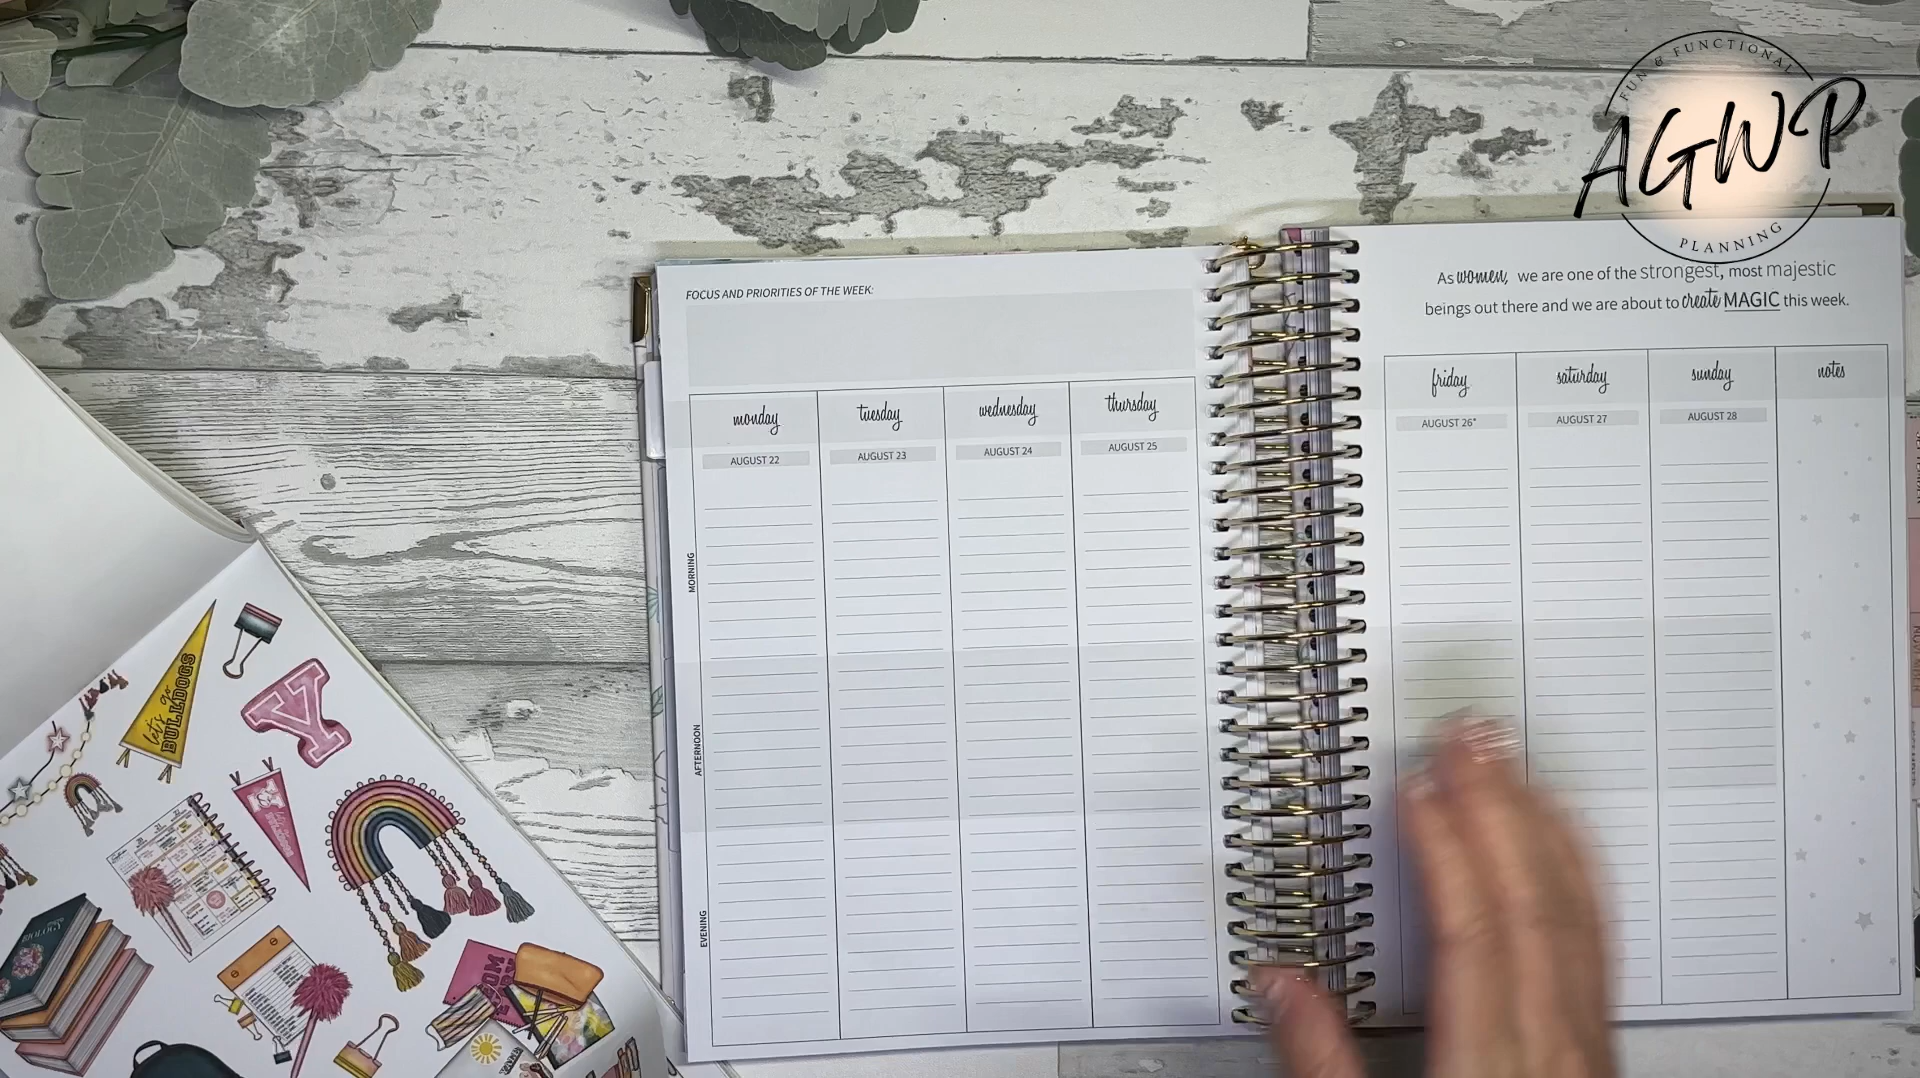 FUN & FUNCTIONAL
AGWP
PLANNING
FOCUS AND PRIORITIES OF THE WEEK:
monday
tuesday
wednesday
thursday
AUGUST 22
AUGUST 23
AUGUST 24
AUGUST 25
MORNING
AFTERNOON
EVENING
As women, we are one of the strongest, most majestic
beings out there and we are about to create MAGIC this week.
friday
saturday
sunday
notes
AUGUST 26*
AUGUST 27
AUGUST 28
let's go
BULLDOGS
Y
BIOLOGY